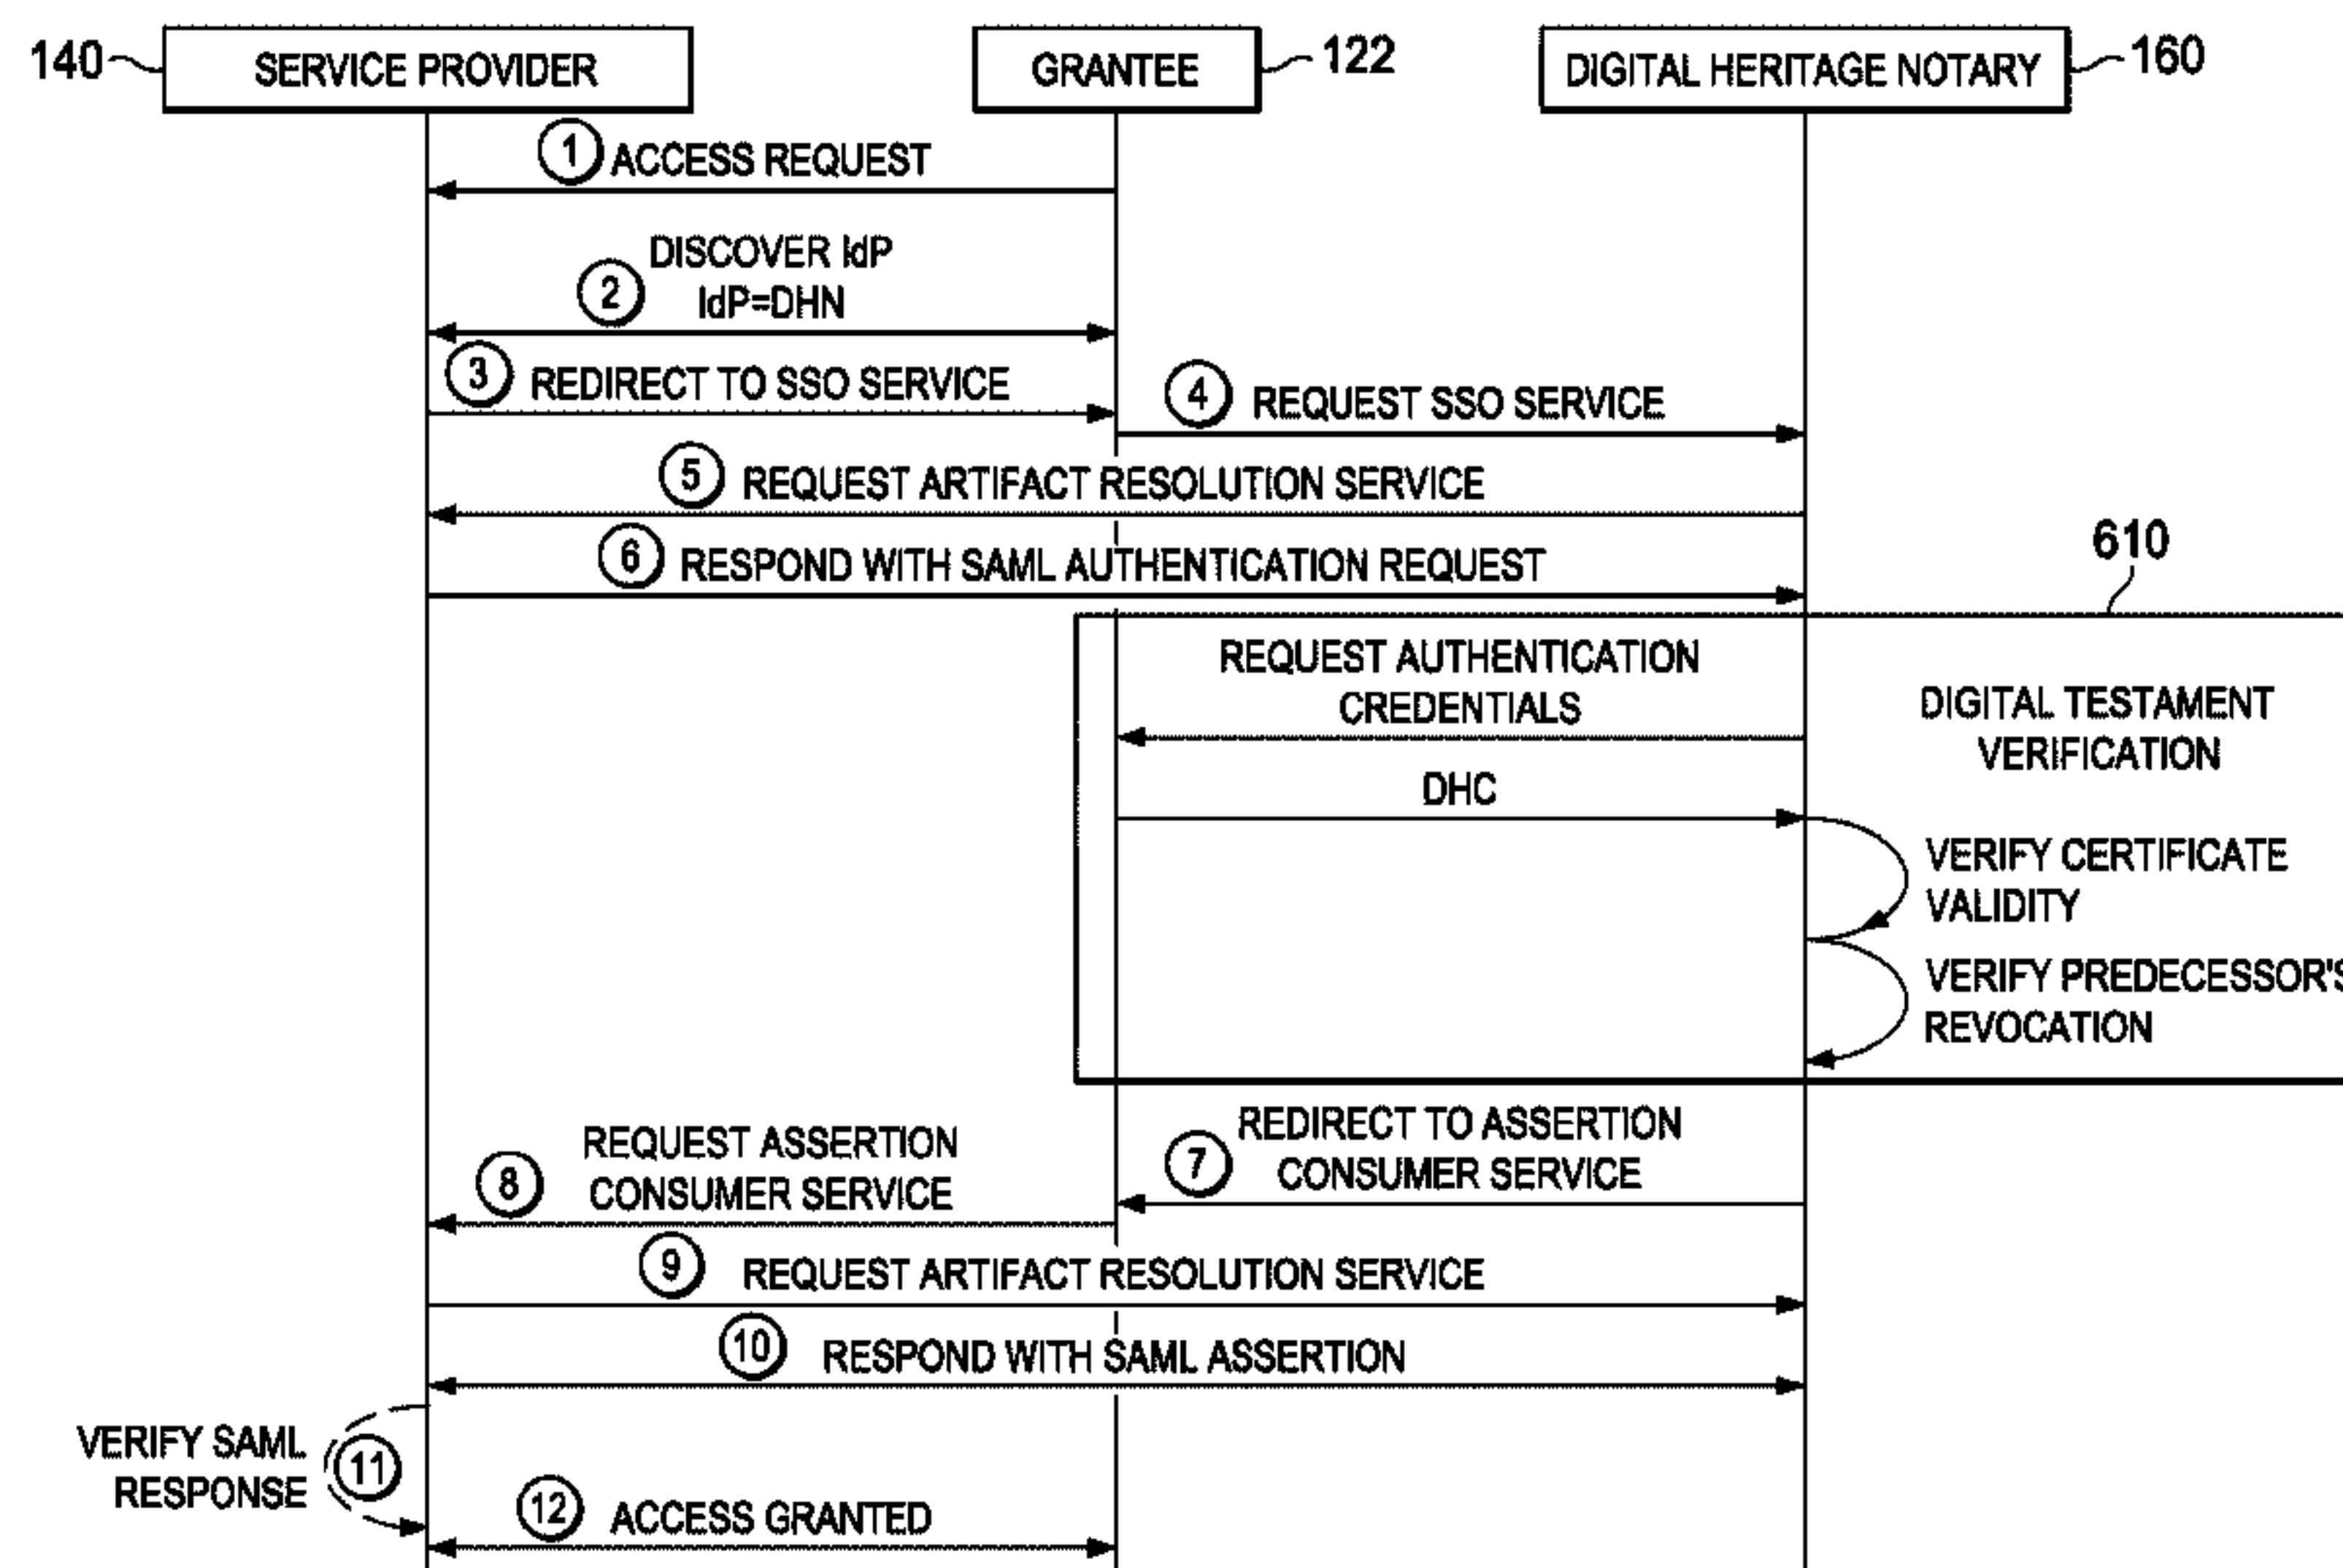 140
SERVICE PROVIDER
GRANTEE
122
DIGITAL HERITAGE NOTARY
160
1 ACCESS REQUEST
DISCOVER IdP
2 IdP=DHN
3 REDIRECT TO SSO SERVICE
4 REQUEST SSO SERVICE
5 REQUEST ARTIFACT RESOLUTION SERVICE
6 RESPOND WITH SAML AUTHENTICATION REQUEST
610
REQUEST AUTHENTICATION
CREDENTIALS
DIGITAL TESTAMENT
VERIFICATION
DHC
VERIFY CERTIFICATE
VALIDITY
VERIFY PREDECESSOR'S
REVOCATION
REDIRECT TO ASSERTION
7 CONSUMER SERVICE
REQUEST ASSERTION
8 CONSUMER SERVICE
9 REQUEST ARTIFACT RESOLUTION SERVICE
10 RESPOND WITH SAML ASSERTION
VERIFY SAML
RESPONSE
11
12 ACCESS GRANTED